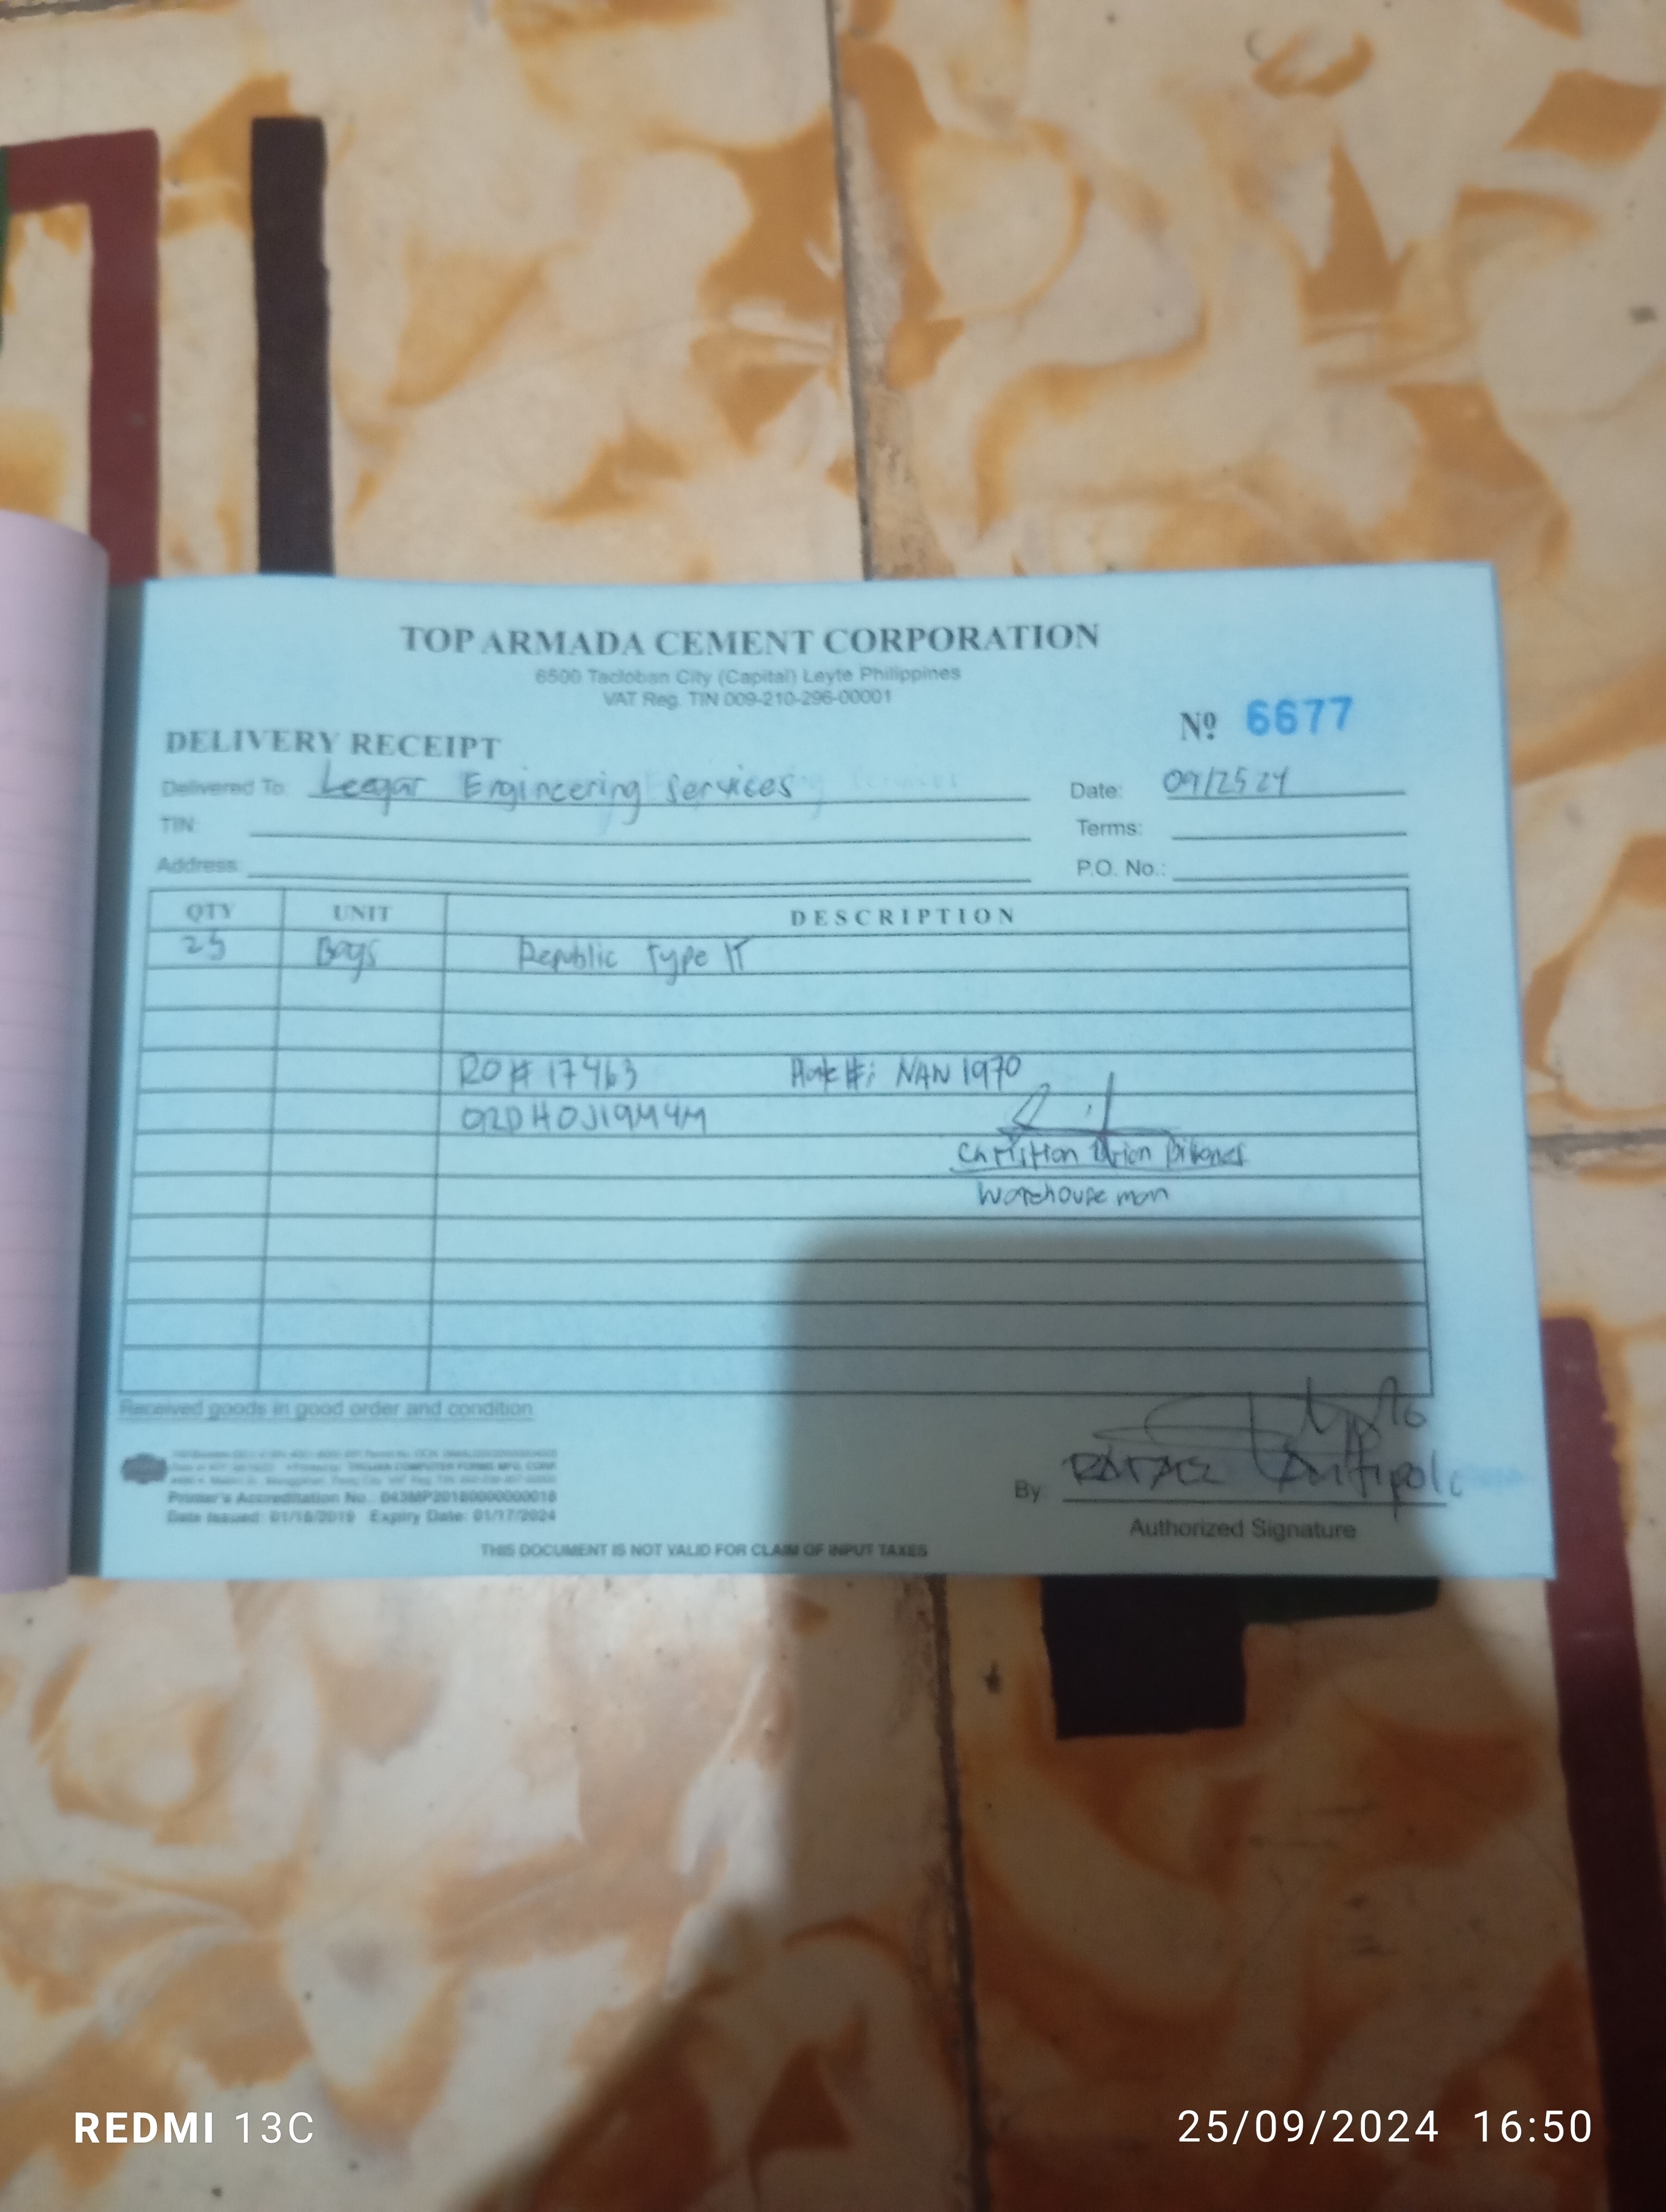 TOP ARMADA CEMENT CORPORATION
6500 Tacloban City (Capital) Leyte Philippines
VAT Reg. TIN 009-210-296-00001
Nº 6677
DELIVERY RECEIPT
Delivered To: Leegar Engineering Services
Date: 09/25 24
TIN:
Terms:
Address:
P.O. No.:
QTY UNIT DESCRIPTION
25 Bags Republic Type IT
RO# 17463 Plate #: NAN 1970
Christian
Warehouse man
Received goods in good order and condition
Printer's Accreditation No.: 043MP20180000000018
Date Issued: 01/18/2019 Expiry Date: 01/17/2024
By: RAFAEL Antipolo
Authorized Signature
THIS DOCUMENT IS NOT VALID FOR CLAIM OF INPUT TAXES
REDMI 13C
25/09/2024 16:50